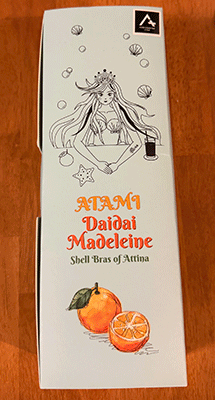 ATAMI
Daidai
Madeleine
Shell Bras of Attina